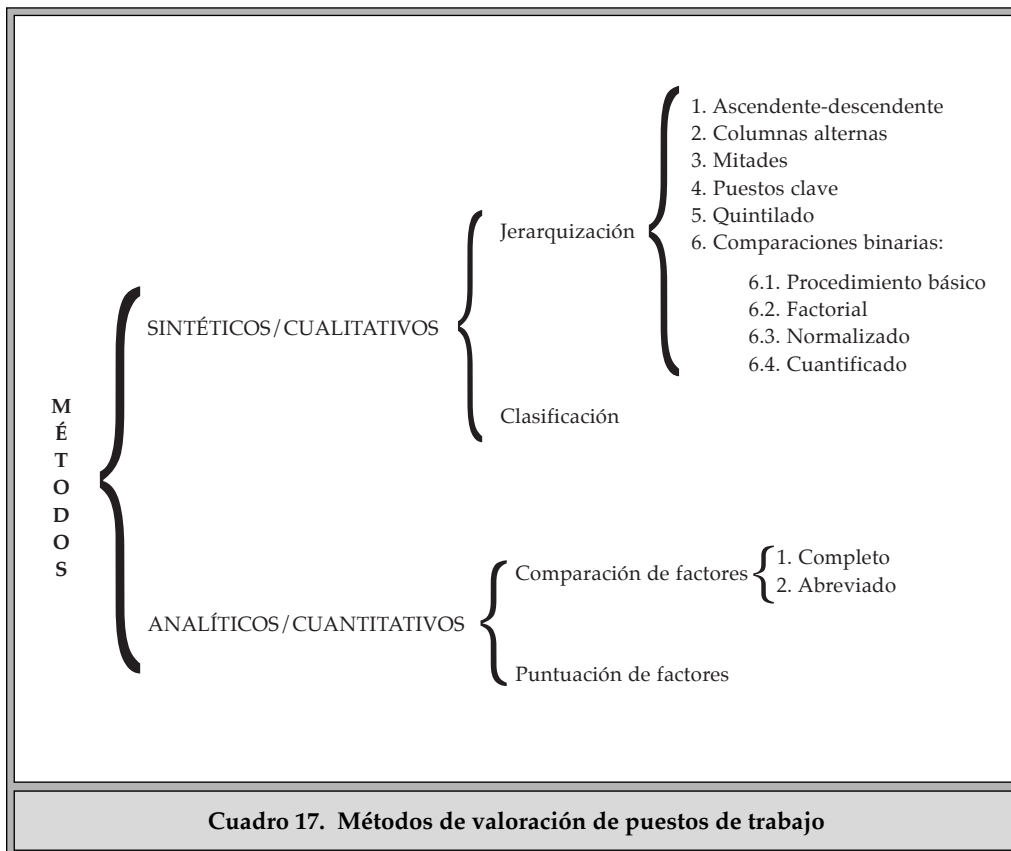 MÉTODOS
SINTÉTICOS/CUALITATIVOS
Jerarquización
1. Ascendente-descendente
2. Columnas alternas
3. Mitades
4. Puestos clave
5. Quintilado
6. Comparaciones binarias:
6.1. Procedimiento básico
6.2. Factorial
6.3. Normalizado
6.4. Cuantificado
Clasificación
ANALÍTICOS/CUANTITATIVOS
Comparación de factores
1. Completo
2. Abreviado
Puntuación de factores
Cuadro 17. Métodos de valoración de puestos de trabajo